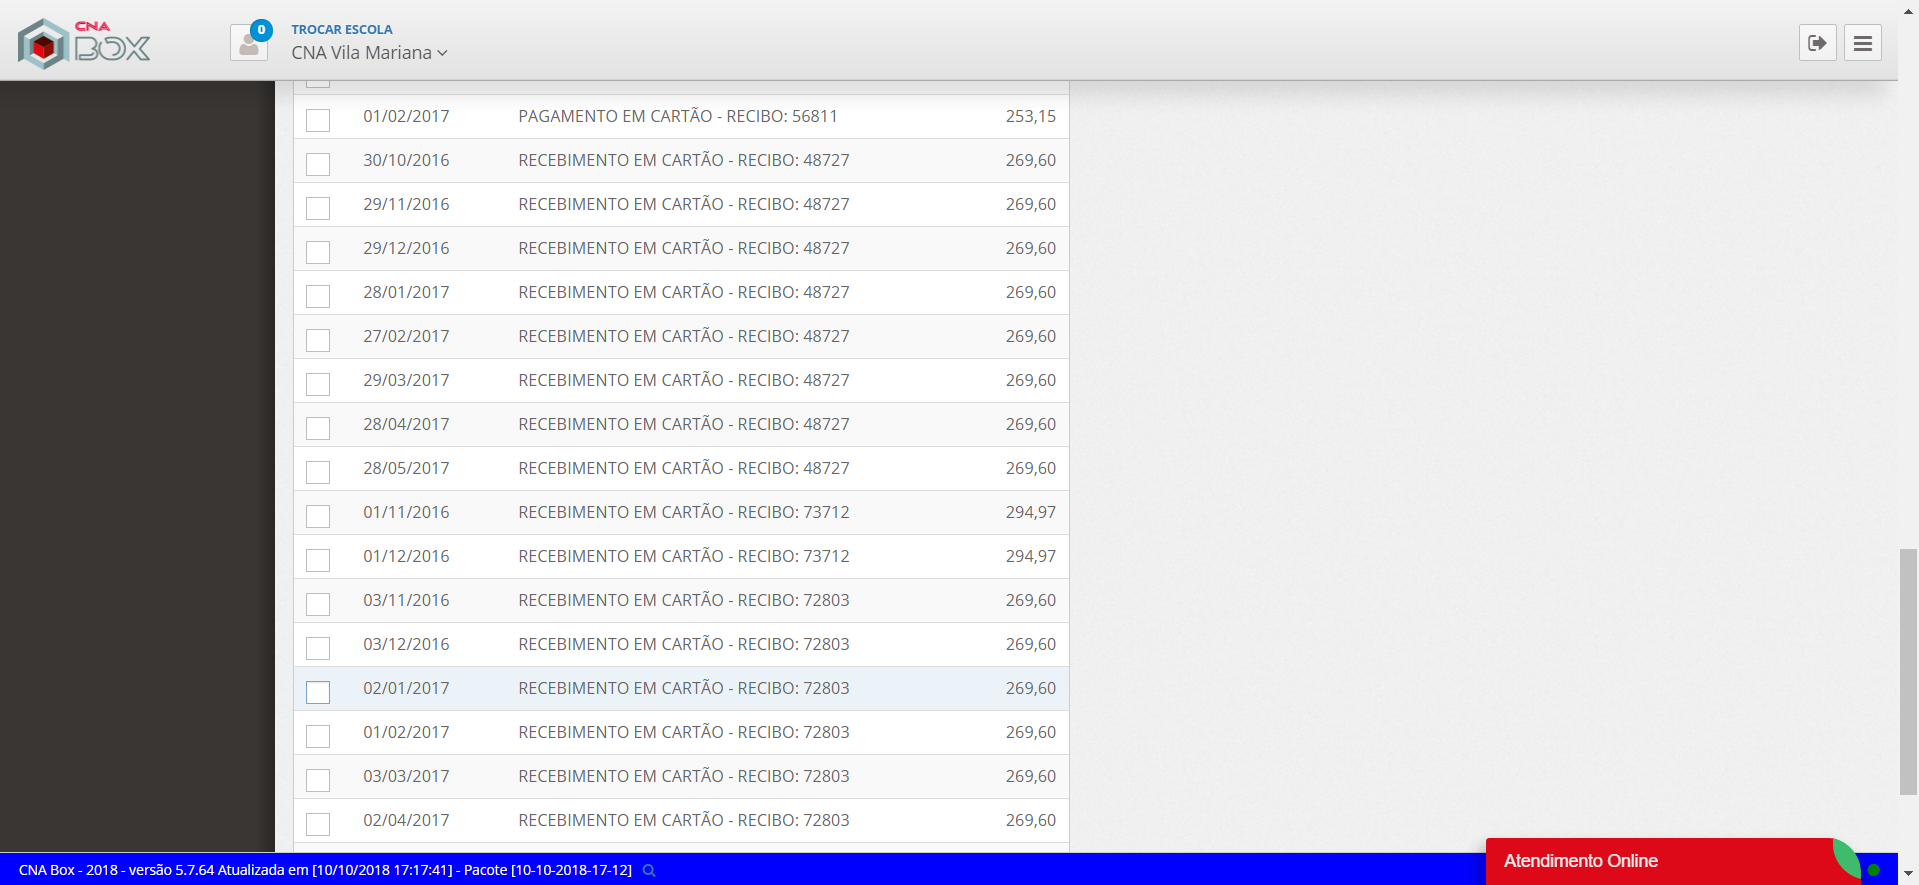 CNA
BOX
0
TROCAR ESCOLA
CNA Vila Mariana
01/02/2017 PAGAMENTO EM CARTÃO - RECIBO: 56811 253,15
30/10/2016 RECEBIMENTO EM CARTÃO - RECIBO: 48727 269,60
29/11/2016 RECEBIMENTO EM CARTÃO - RECIBO: 48727 269,60
29/12/2016 RECEBIMENTO EM CARTÃO - RECIBO: 48727 269,60
28/01/2017 RECEBIMENTO EM CARTÃO - RECIBO: 48727 269,60
27/02/2017 RECEBIMENTO EM CARTÃO - RECIBO: 48727 269,60
29/03/2017 RECEBIMENTO EM CARTÃO - RECIBO: 48727 269,60
28/04/2017 RECEBIMENTO EM CARTÃO - RECIBO: 48727 269,60
28/05/2017 RECEBIMENTO EM CARTÃO - RECIBO: 48727 269,60
01/11/2016 RECEBIMENTO EM CARTÃO - RECIBO: 73712 294,97
01/12/2016 RECEBIMENTO EM CARTÃO - RECIBO: 73712 294,97
03/11/2016 RECEBIMENTO EM CARTÃO - RECIBO: 72803 269,60
03/12/2016 RECEBIMENTO EM CARTÃO - RECIBO: 72803 269,60
02/01/2017 RECEBIMENTO EM CARTÃO - RECIBO: 72803 269,60
01/02/2017 RECEBIMENTO EM CARTÃO - RECIBO: 72803 269,60
03/03/2017 RECEBIMENTO EM CARTÃO - RECIBO: 72803 269,60
02/04/2017 RECEBIMENTO EM CARTÃO - RECIBO: 72803 269,60
CNA Box - 2018 - versão 5.7.64 Atualizada em [10/10/2018 17:17:41] - Pacote [10-10-2018-17-12]
Atendimento Online